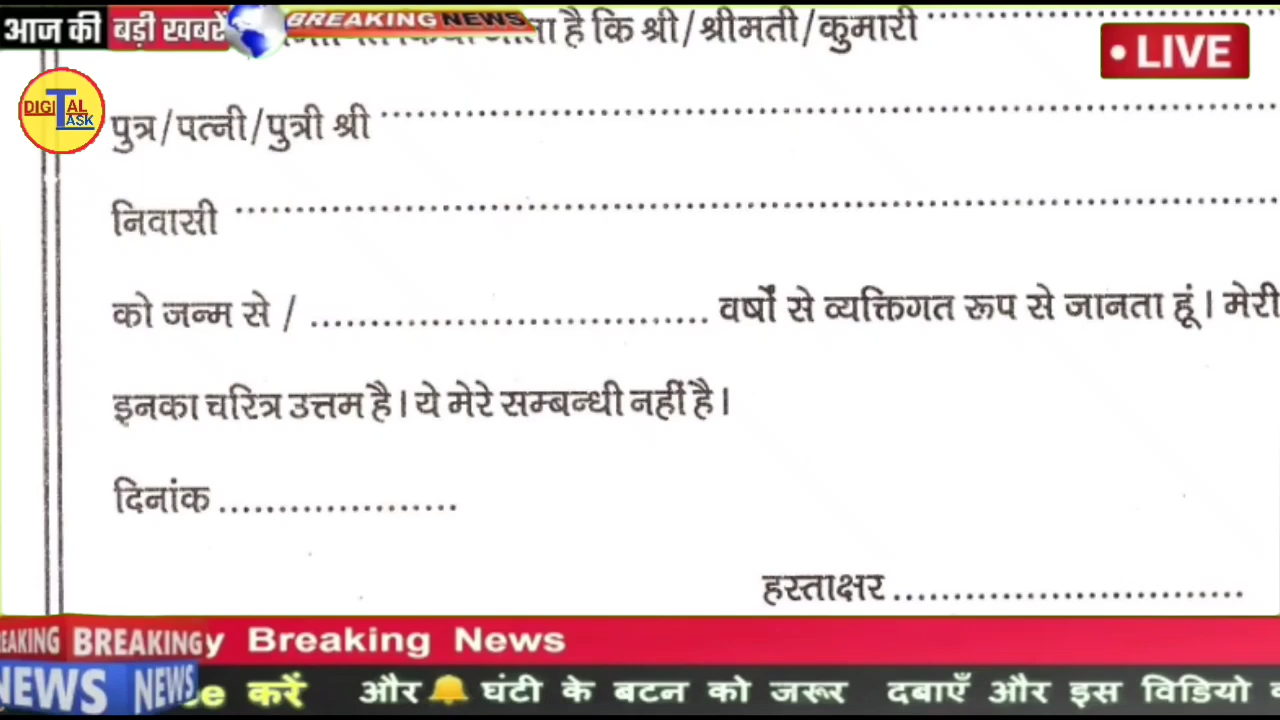 आज की बड़ी खबरें BREAKING NEWS
है कि श्री/श्रीमती/कुमारी ........................
LIVE
DIGITAL TASK
पुत्र/पत्नी/पुत्री श्री ........................
निवासी ........................
को जन्म से / ........................ वर्षों से व्यक्तिगत रूप से जानता हूं। मेरी
इनका चरित्र उत्तम है। ये मेरे सम्बन्धी नहीं है।
दिनांक ....................
हस्ताक्षर .............................
BREAKING y Breaking News
NEWS NEWS करें और 🔔 घंटी के बटन को जरूर दबाएँ और इस विडियो